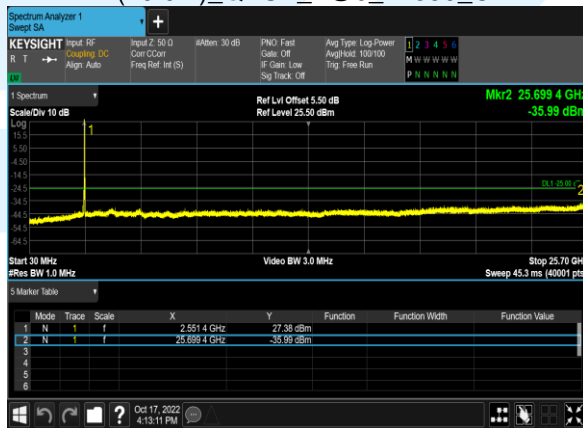 Spectrum Analyzer 1
Swept SA
+
KEYSIGHT Input: RF Input Z: 50 Ω #Atten: 30 dB PNO: Fast Avg Type: Log-Power 1 2 3 4 5 6
R T Coupling: DC Corr CCorr Gate: Off Avg|Hold: 100/100 M W W W W W
Align: Auto Freq Ref: Int (S) IF Gain: Low Trig: Free Run
Sig Track: Off P N N N N N
1 Spectrum
Ref Lvl Offset 5.50 dB Mkr2 25.699 4 GHz
Scale/Div 10 dB Ref Level 25.50 dBm -35.99 dBm
Log
1
15.5
5.50
-4.50
-14.5
-24.5 DL1 -25.00
2
-34.5
-44.5
-54.5
-64.5
Start 30 MHz Video BW 3.0 MHz Stop 25.70 GHz
#Res BW 1.0 MHz Sweep 45.3 ms (40001 pts)
5 Marker Table
Mode Trace Scale X Y Function Function Width Function Value
1 N 1 f 2.551 4 GHz 27.38 dBm
2 N 1 f 25.699 4 GHz -35.99 dBm
3
4
5
6
? Oct 17, 2022
4:13:11 PM